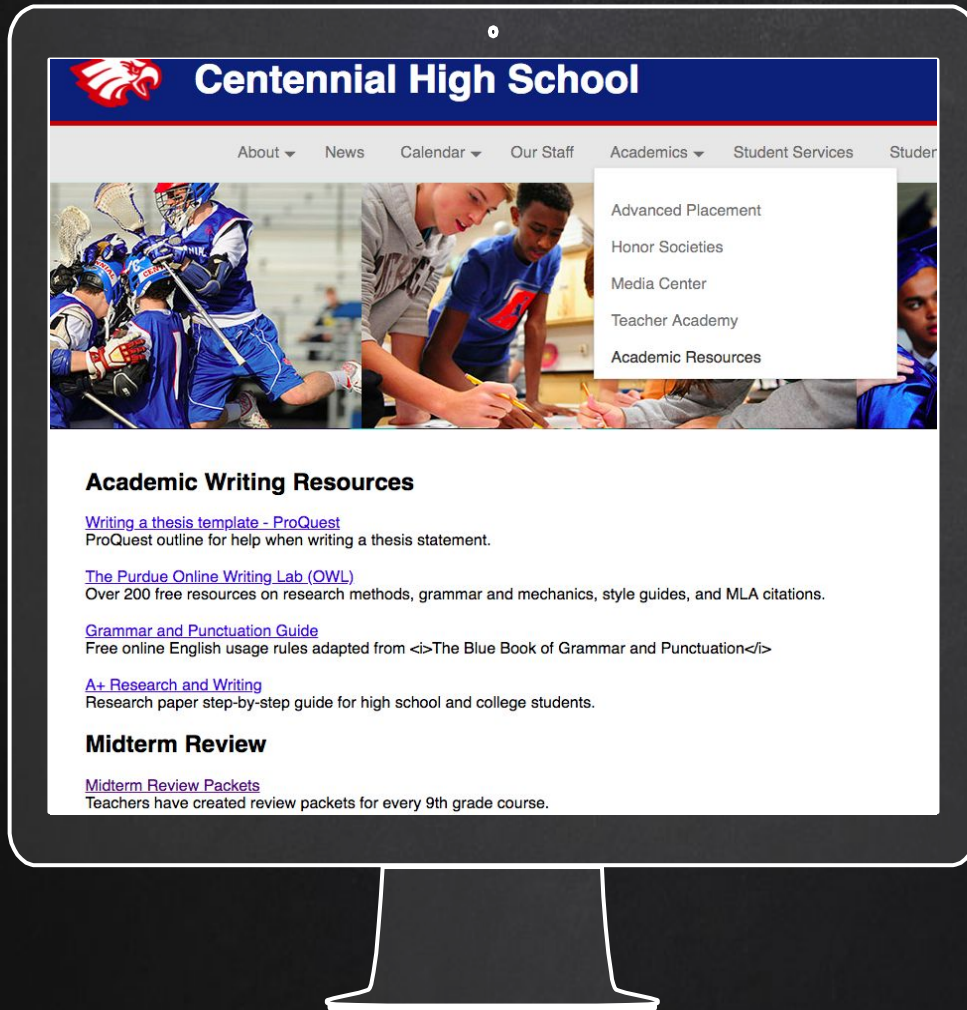 Centennial High School
About News Calendar Our Staff Academics Student Services Studen
Advanced Placement
Honor Societies
Media Center
Teacher Academy
Academic Resources
Academic Writing Resources
Writing a thesis template - ProQuest
ProQuest outline for help when writing a thesis statement.
The Purdue Online Writing Lab (OWL)
Over 200 free resources on research methods, grammar and mechanics, style guides, and MLA citations.
Grammar and Punctuation Guide
Free online English usage rules adapted from <i>The Blue Book of Grammar and Punctuation</i>
A+ Research and Writing
Research paper step-by-step guide for high school and college students.
Midterm Review
Midterm Review Packets
Teachers have created review packets for every 9th grade course.